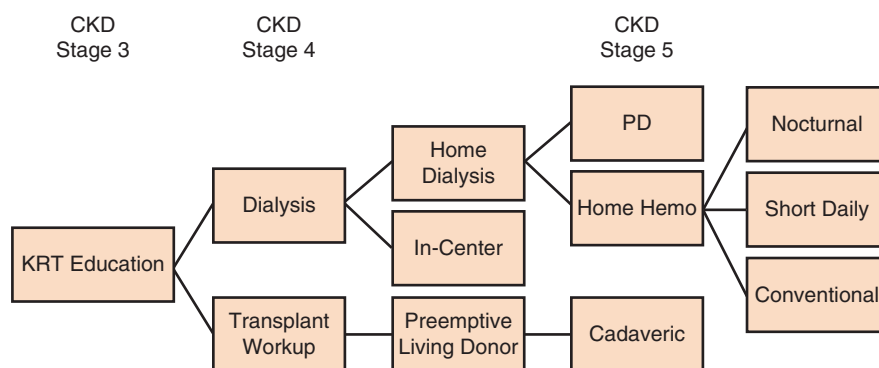 CKD
Stage 3
CKD
Stage 4
CKD
Stage 5
KRT Education
Dialysis
Transplant
Workup
Home
Dialysis
In-Center
Preemptive
Living Donor
PD
Home Hemo
Cadaveric
Nocturnal
Short Daily
Conventional